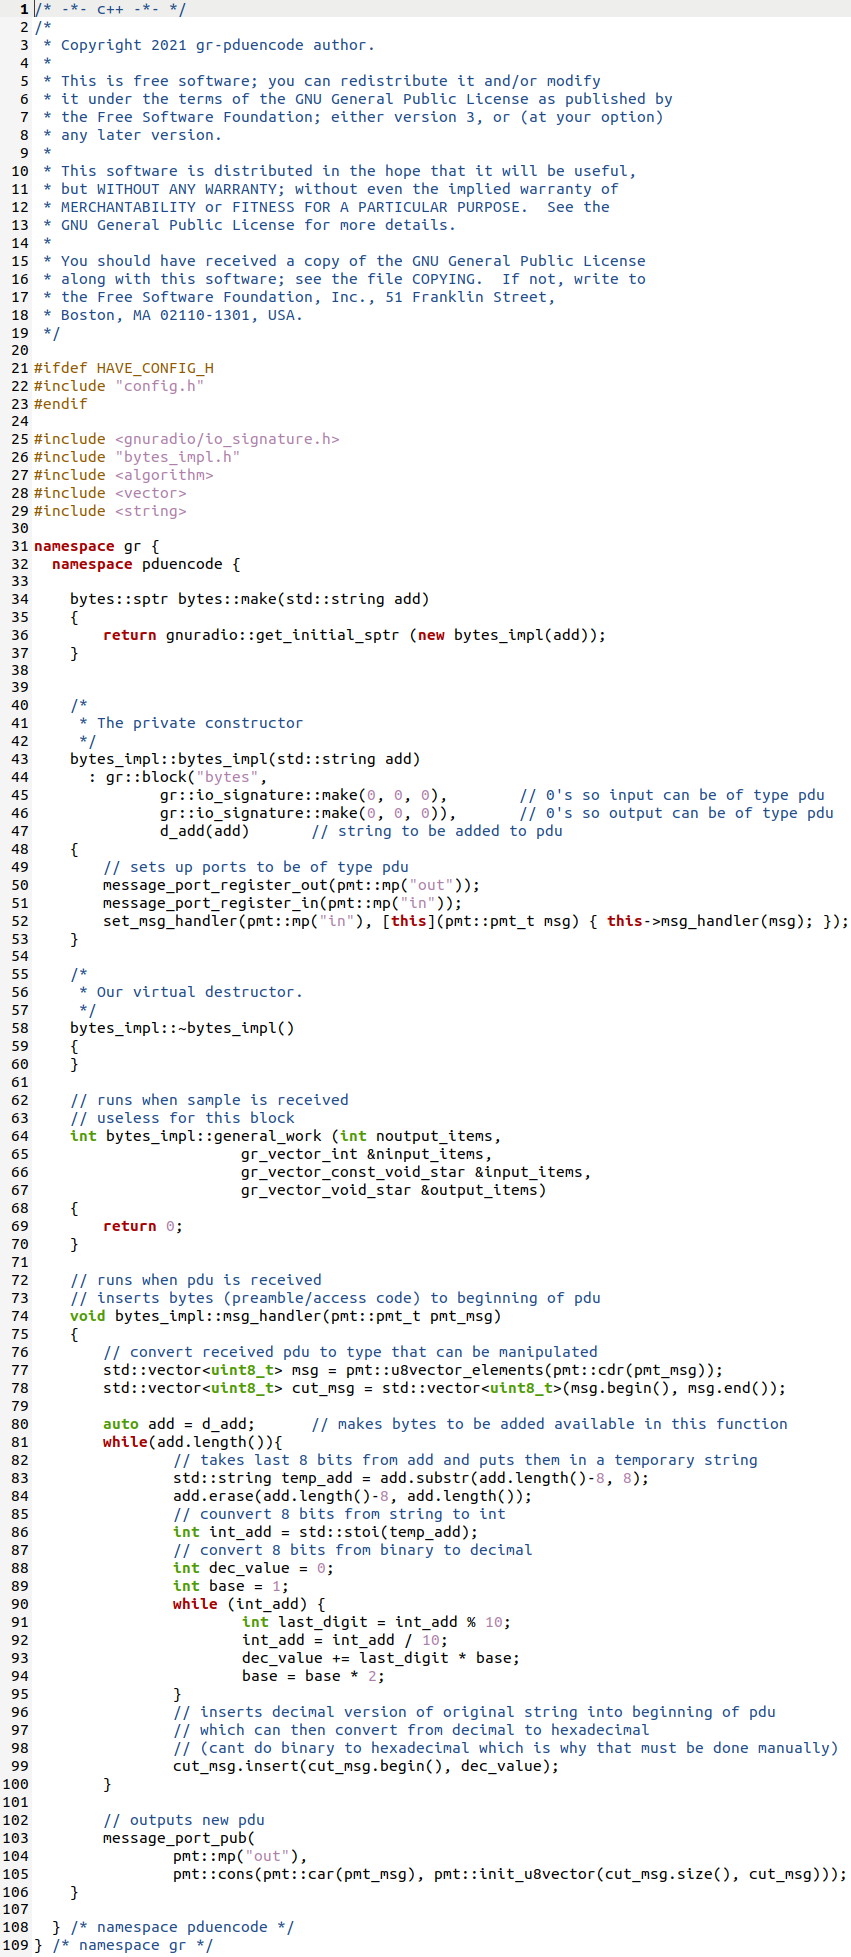 1 /* -*- c++ -*- */
2 /*
3  * Copyright 2021 gr-pduencode author.
4  *
5  * This is free software; you can redistribute it and/or modify
6  * it under the terms of the GNU General Public License as published by
7  * the Free Software Foundation; either version 3, or (at your option)
8  * any later version.
9  *
10  * This software is distributed in the hope that it will be useful,
11  * but WITHOUT ANY WARRANTY; without even the implied warranty of
12  * MERCHANTABILITY or FITNESS FOR A PARTICULAR PURPOSE.  See the
13  * GNU General Public License for more details.
14  *
15  * You should have received a copy of the GNU General Public License
16  * along with this software; see the file COPYING.  If not, write to
17  * the Free Software Foundation, Inc., 51 Franklin Street,
18  * Boston, MA 02110-1301, USA.
19  */
20
21 #ifdef HAVE_CONFIG_H
22 #include "config.h"
23 #endif
24
25 #include <gnuradio/io_signature.h>
26 #include "bytes_impl.h"
27 #include <algorithm>
28 #include <vector>
29 #include <string>
30
31 namespace gr {
32   namespace pduencode {
33
34     bytes::sptr bytes::make(std::string add)
35     {
36         return gnuradio::get_initial_sptr (new bytes_impl(add));
37     }
38
39
40     /*
41      * The private constructor
42      */
43     bytes_impl::bytes_impl(std::string add)
44       : gr::block("bytes",
45               gr::io_signature::make(0, 0, 0),        // 0's so input can be of type pdu
46               gr::io_signature::make(0, 0, 0)),       // 0's so output can be of type pdu
47               d_add(add)       // string to be added to pdu
48     {
49         // sets up ports to be of type pdu
50         message_port_register_out(pmt::mp("out"));
51         message_port_register_in(pmt::mp("in"));
52         set_msg_handler(pmt::mp("in"), [this](pmt::pmt_t msg) { this->msg_handler(msg); });
53     }
54
55     /*
56      * Our virtual destructor.
57      */
58     bytes_impl::~bytes_impl()
59     {
60     }
61
62     // runs when sample is received
63     // useless for this block
64     int bytes_impl::general_work (int noutput_items,
65                        gr_vector_int &ninput_items,
66                        gr_vector_const_void_star &input_items,
67                        gr_vector_void_star &output_items)
68     {
69         return 0;
70     }
71
72     // runs when pdu is received
73     // inserts bytes (preamble/access code) to beginning of pdu
74     void bytes_impl::msg_handler(pmt::pmt_t pmt_msg)
75     {
76         // convert received pdu to type that can be manipulated
77         std::vector<uint8_t> msg = pmt::u8vector_elements(pmt::cdr(pmt_msg));
78         std::vector<uint8_t> cut_msg = std::vector<uint8_t>(msg.begin(), msg.end());
79
80         auto add = d_add;      // makes bytes to be added available in this function
81         while(add.length()){
82                 // takes last 8 bits from add and puts them in a temporary string
83                 std::string temp_add = add.substr(add.length()-8, 8);
84                 add.erase(add.length()-8, add.length());
85                 // counvert 8 bits from string to int
86                 int int_add = std::stoi(temp_add);
87                 // convert 8 bits from binary to decimal
88                 int dec_value = 0;
89                 int base = 1;
90                 while (int_add) {
91                         int last_digit = int_add % 10;
92                         int_add = int_add / 10;
93                         dec_value += last_digit * base;
94                         base = base * 2;
95                 }
96                 // inserts decimal version of original string into beginning of pdu
97                 // which can then convert from decimal to hexadecimal
98                 // (cant do binary to hexadecimal which is why that must be done manually)
99                 cut_msg.insert(cut_msg.begin(), dec_value);
100         }
101
102         // outputs new pdu
103         message_port_pub(
104                 pmt::mp("out"),
105                 pmt::cons(pmt::car(pmt_msg), pmt::init_u8vector(cut_msg.size(), cut_msg)));
106     }
107
108   } /* namespace pduencode */
109 } /* namespace gr */